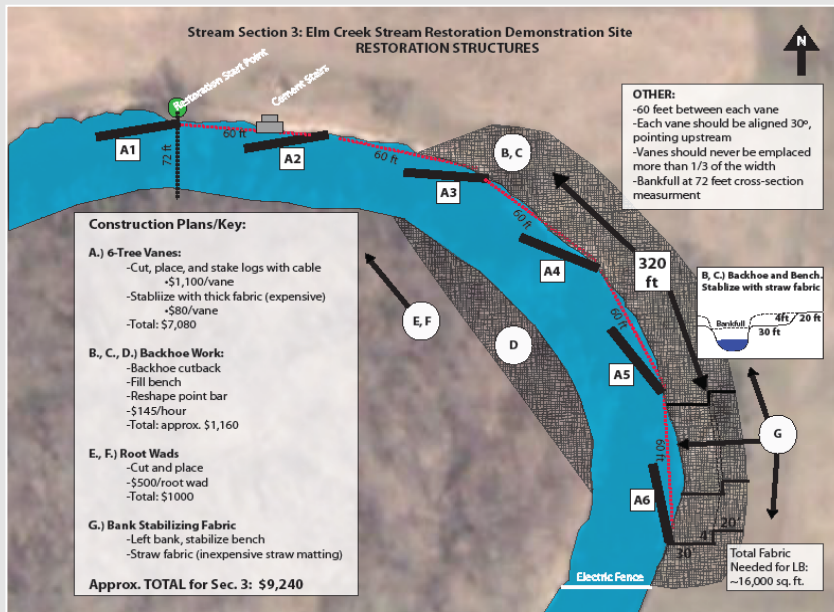 Stream Section 3: Elm Creek Stream Restoration Demonstration Site
RESTORATION STRUCTURES
N
Restoration Start Point
Cement Stairs
OTHER:
-60 feet between each vane
-Each vane should be aligned 30º,
pointing upstream
-Vanes should never be emplaced
more than 1/3 of the width
-Bankfull at 72 feet cross-section
measurment
A1
60 ft
A2
72 ft
60 ft
A3
B, C
60 ft
A4
320
ft
60 ft
A5
60 ft
A6
E, F
D
G
B, C.) Backhoe and Bench.
Stablize with straw fabric
Bankfull
4ft
20 ft
30 ft
Construction Plans/Key:
A.) 6-Tree Vanes:
-Cut, place, and stake logs with cable
•$1,100/vane
-Stabliize with thick fabric (expensive)
•$80/vane
-Total: $7,080
B., C., D.) Backhoe Work:
-Backhoe cutback
-Fill bench
-Reshape point bar
-$145/hour
-Total: approx. $1,160
E., F.) Root Wads
-Cut and place
-$500/root wad
-Total: $1000
G.) Bank Stabilizing Fabric
-Left bank, stabilize bench
-Straw fabric (inexpensive straw matting)
Approx. TOTAL for Sec. 3: $9,240
30
4
20
Total Fabric
Needed for LB:
~16,000 sq. ft.
Electric Fence